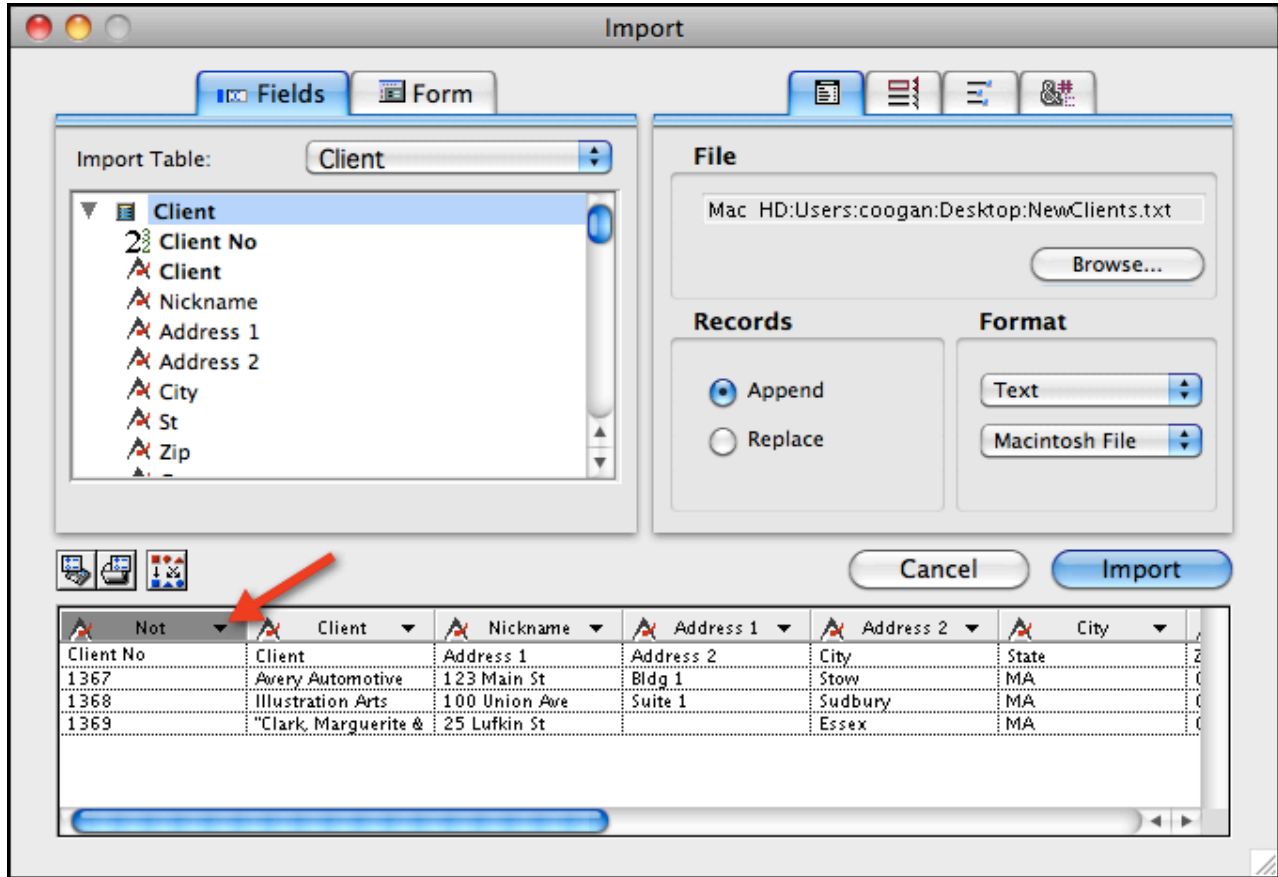 Import
Fields Form
Import Table: Client
Client
Client No
Client
Nickname
Address 1
Address 2
City
St
Zip
File
Mac HD:Users:coogan:Desktop:NewClients.txt
Browse...
Records
Append
Replace
Format
Text
Macintosh File
Cancel Import
Not Client Nickname Address 1 Address 2 City
Client No Client Address 1 Address 2 City State
1367 Avery Automotive 123 Main St Bldg 1 Stow MA
1368 Illustration Arts 100 Union Ave Suite 1 Sudbury MA
1369 "Clark, Marguerite & 25 Lufkin St Essex MA